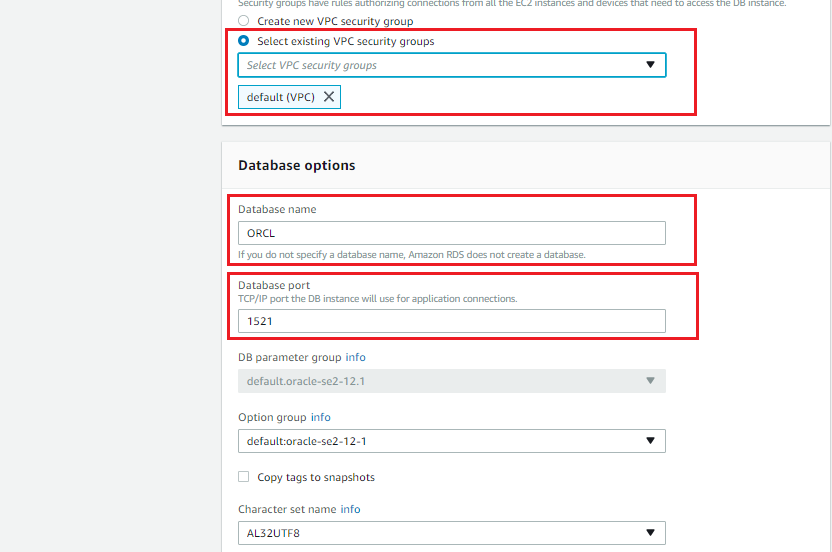 Security groups have rules authorizing connections from all the EC2 instances and devices that need to access the DB instance.
Create new VPC security group
Select existing VPC security groups
Select VPC security groups
default (VPC)
Database options
Database name
ORCL
If you do not specify a database name, Amazon RDS does not create a database.
Database port
TCP/IP port the DB instance will use for application connections.
1521
DB parameter group info
default.oracle-se2-12.1
Option group info
default:oracle-se2-12-1
Copy tags to snapshots
Character set name info
AL32UTF8